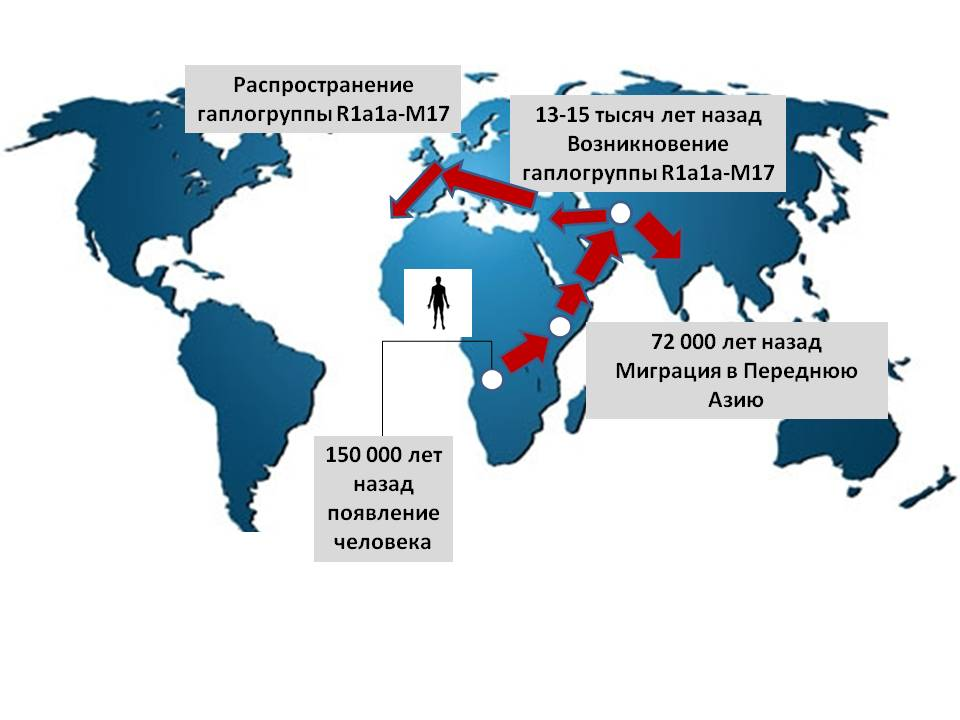 Распространение
гаплогруппы R1a1a-M17
13-15 тысяч лет назад
Возникновение
гаплогруппы R1a1a-M17
72 000 лет назад
Миграция в Переднюю
Азию
150 000 лет
назад
появление
человека